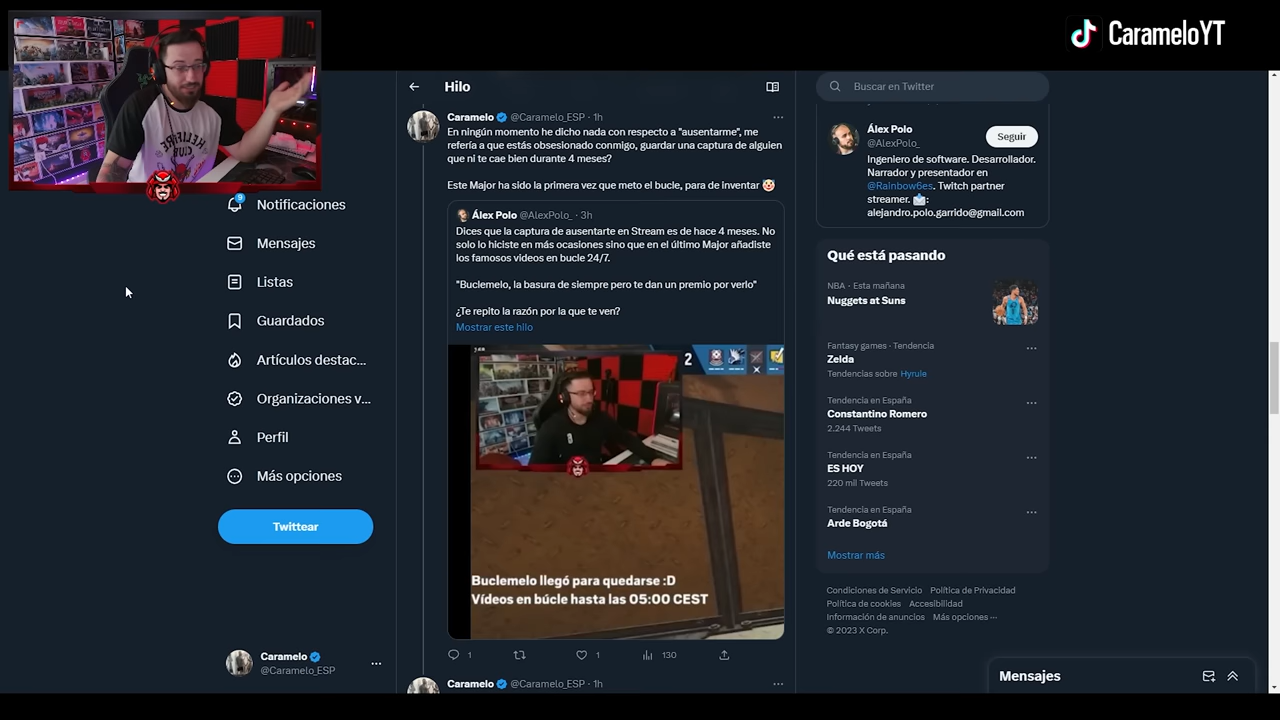 CarameloYT
HELLFIRE
CLUB
9
Notificaciones
Mensajes
Listas
Guardados
Artículos destac...
Organizaciones v...
Perfil
Más opciones
Twittear
Caramelo
@Caramelo_ESP
Hilo
Caramelo @Caramelo_ESP · 1h
En ningún momento he dicho nada con respecto a "ausentarme", me
refería a que estás obsesionado conmigo, guardar una captura de alguien
que ni te cae bien durante 4 meses?
Este Major ha sido la primera vez que meto el bucle, para de inventar 🤡
Álex Polo @AlexPolo_ · 3h
Dices que la captura de ausentarte en Stream es de hace 4 meses. No
solo lo hiciste en más ocasiones sino que en el último Major añadiste
los famosos videos en bucle 24/7.
"Buclemelo, la basura de siempre pero te dan un premio por verlo"
¿Te repito la razón por la que te ven?
Mostrar este hilo
2
Buclemelo llegó para quedarse :D
Vídeos en búcle hasta las 05:00 CEST
1
1
130
Caramelo @Caramelo_ESP · 1h
Buscar en Twitter
Álex Polo
@AlexPolo_
Seguir
Ingeniero de software. Desarrollador.
Narrador y presentador en
@Rainbow6es. Twitch partner
streamer. 📩:
alejandro.polo.garrido@gmail.com
Qué está pasando
NBA · Esta mañana
Nuggets at Suns
Fantasy games · Tendencia
Zelda
Tendencias sobre Hyrule
Tendencia en España
Constantino Romero
2.244 Tweets
Tendencia en España
ES HOY
220 mil Tweets
Tendencia en España
Arde Bogotá
Mostrar más
Condiciones de Servicio Política de Privacidad
Política de cookies Accesibilidad
Información de anuncios Más opciones ···
© 2023 X Corp.
Mensajes